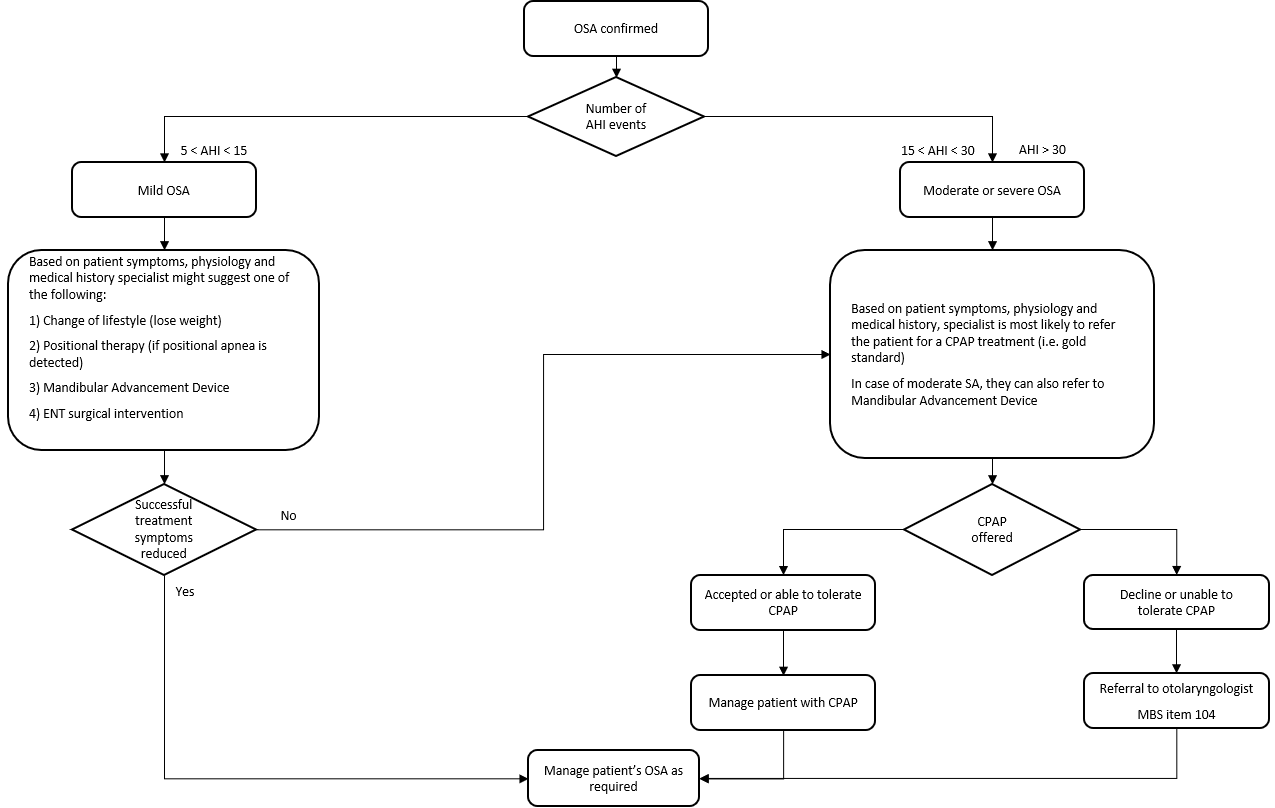 OSA confirmed
Number of
AHI events
5 < AHI < 15
15 < AHI < 30
AHI > 30
Mild OSA
Moderate or severe OSA
Based on patient symptoms, physiology and
medical history specialist might suggest one of
the following:
1) Change of lifestyle (lose weight)
2) Positional therapy (if positional apnea is
detected)
3) Mandibular Advancement Device
4) ENT surgical intervention
Based on patient symptoms, physiology and
medical history, specialist is most likely to refer
the patient for a CPAP treatment (i.e. gold
standard)
In case of moderate SA, they can also refer to
Mandibular Advancement Device
Successful
treatment
symptoms
reduced
No
Yes
CPAP
offered
Accepted or able to tolerate
CPAP
Decline or unable to
tolerate CPAP
Manage patient with CPAP
Referral to otolaryngologist
MBS item 104
Manage patient’s OSA as
required